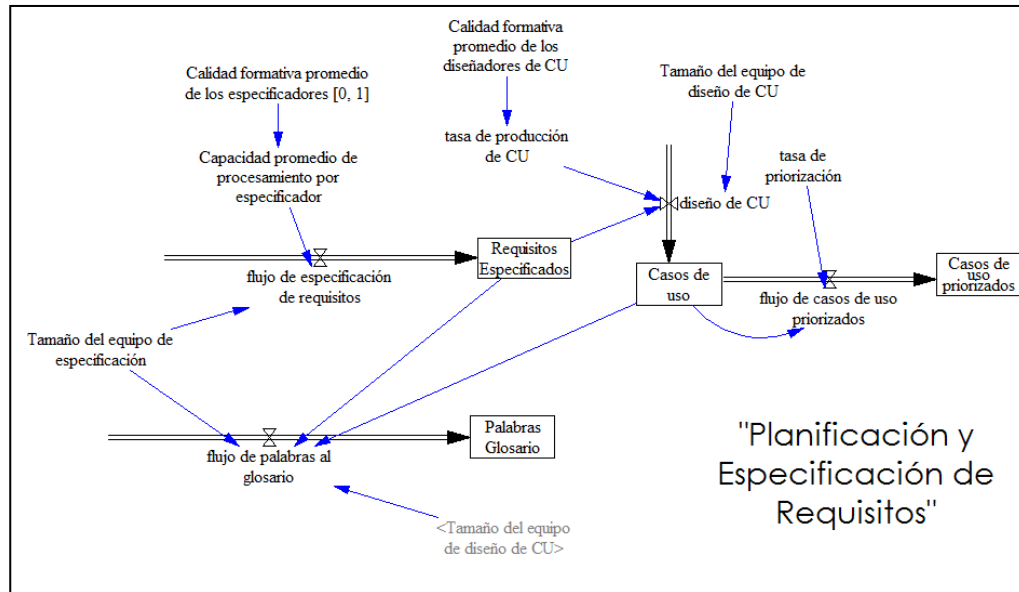 Calidad formativa
promedio de los
diseñadores de CU
Calidad formativa promedio
de los especificadores [0, 1]
Tamaño del equipo de
diseño de CU
tasa de producción
de CU
Capacidad promedio de
procesamiento por
especificador
tasa de
priorización
diseño de CU
Requisitos
Especificados
flujo de especificación
de requisitos
Casos de
uso
Casos de
uso
priorizados
flujo de casos de uso
priorizados
Tamaño del equipo de
especificación
Palabras
Glosario
flujo de palabras al
glosario
"Planificación y
Especificación de
Requisitos"
<Tamaño del equipo
de diseño de CU>